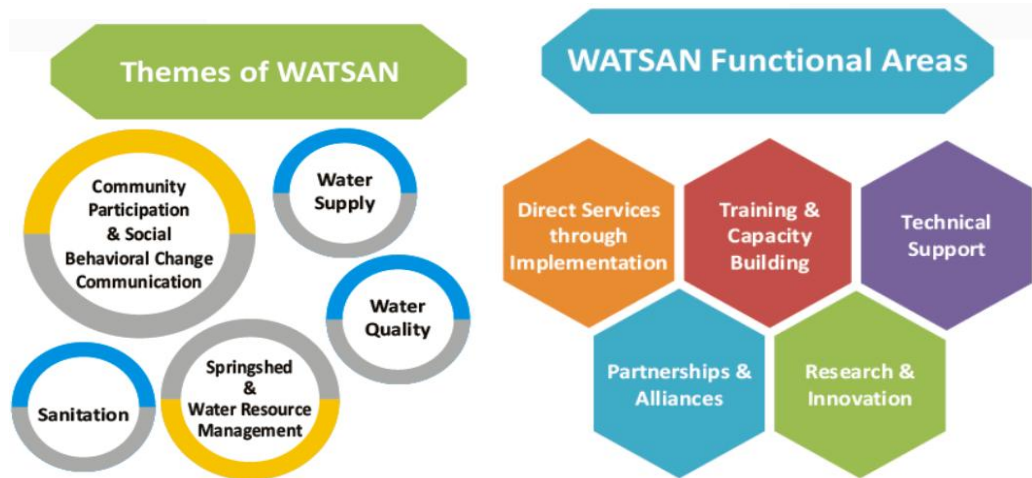 Themes of WATSAN
Community
Participation
& Social
Behavioral Change
Communication
Water
Supply
Water
Quality
Sanitation
Springshed
&
Water Resource
Management
WATSAN Functional Areas
Direct Services
through
Implementation
Training &
Capacity
Building
Technical
Support
Partnerships &
Alliances
Research &
Innovation